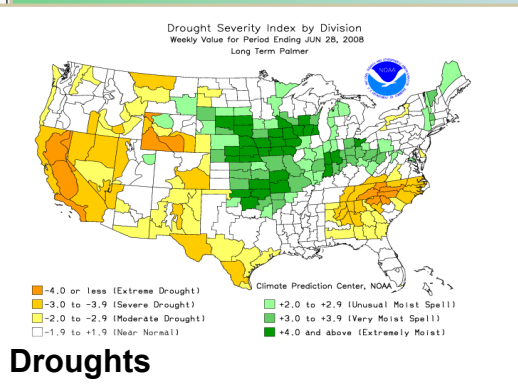 Drought Severity Index by Division
Weekly Value for Period Ending JUN 28, 2008
Long Term Palmer
NOAA
Climate Prediction Center, NOAA
-4.0 or less (Extreme Drought)
-3.0 to -3.9 (Severe Drought)
-2.0 to -2.9 (Moderate Drought)
-1.9 to +1.9 (Near Normal)
+2.0 to +2.9 (Unusual Moist Spell)
+3.0 to +3.9 (Very Moist Spell)
+4.0 and above (Extremely Moist)
Droughts